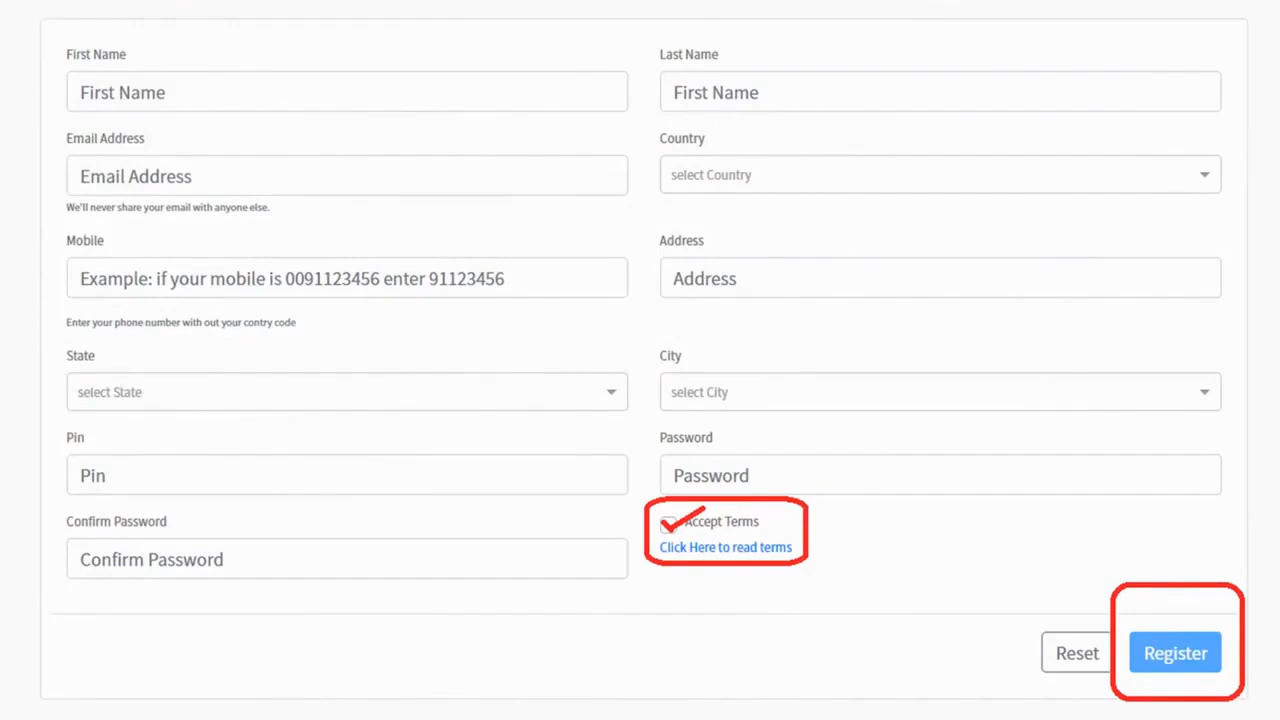 First Name
Last Name
First Name
First Name
Email Address
Country
Email Address
select Country
We'll never share your email with anyone else.
Mobile
Address
Example: if your mobile is 0091123456 enter 91123456
Address
Enter your phone number with out your contry code
State
City
select State
select City
Pin
Password
Pin
Password
Confirm Password
Accept Terms
Click Here to read terms
Confirm Password
Reset
Register